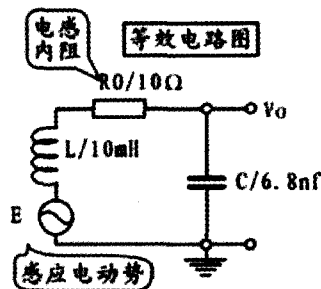 电感
内阻
等效电路图
R0/10Ω
Vo
L/10mH
C/6.8nf
E
感应电动势